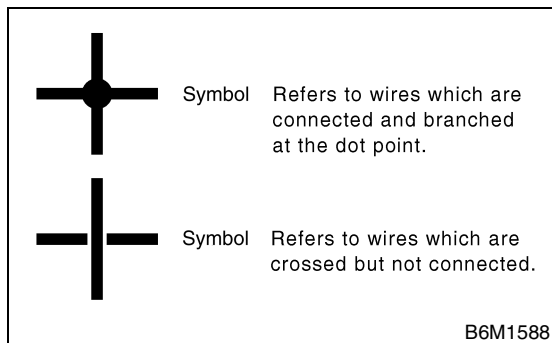 Symbol Refers to wires which are
connected and branched
at the dot point.
Symbol Refers to wires which are
crossed but not connected.
B6M1588